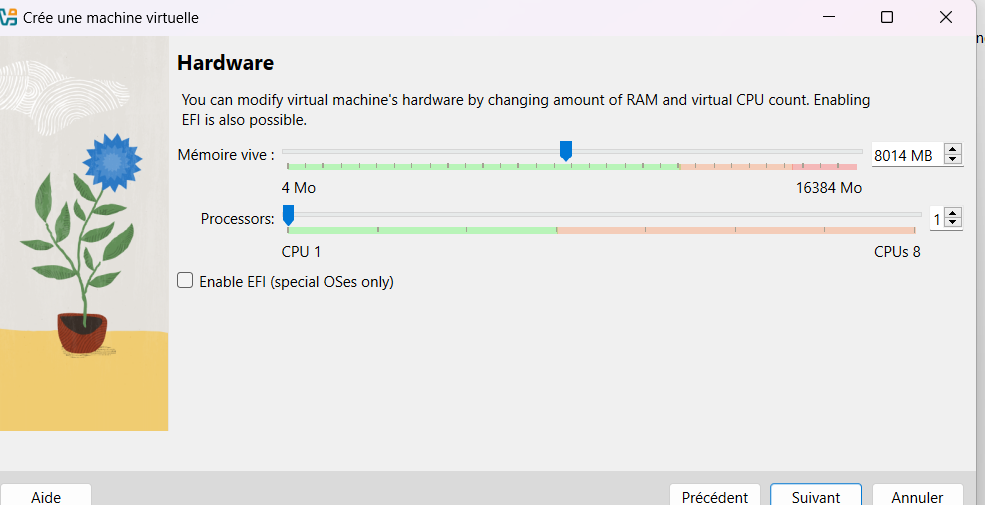 Crée une machine virtuelle
Hardware
You can modify virtual machine's hardware by changing amount of RAM and virtual CPU count. Enabling
EFI is also possible.
Mémoire vive :
8014 MB
4 Mo
16384 Mo
Processors:
1
CPU 1
CPUs 8
Enable EFI (special OSes only)
Aide
Précédent
Suivant
Annuler